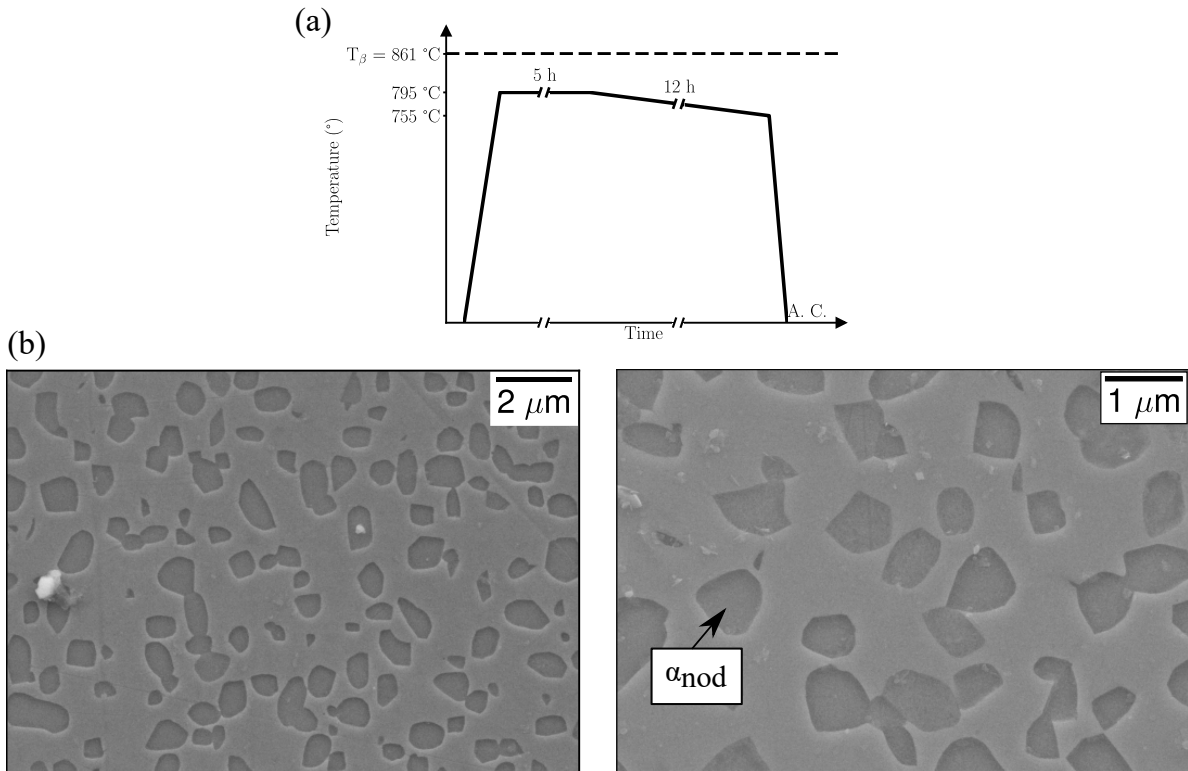 (a)
T_β = 861 °C
795 °C
755 °C
Temperature (°)
5 h
12 h
A. C.
Time
(b)
2 μm
1 μm
α_nod